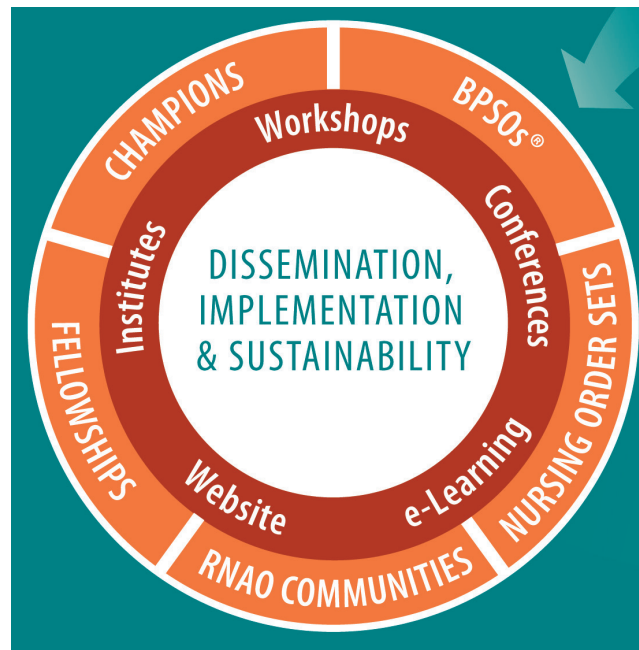 CHAMPIONS
BPSOs®
NURSING ORDER SETS
RNAO COMMUNITIES
FELLOWSHIPS
Workshops
Conferences
e-Learning
Website
Institutes
DISSEMINATION,
IMPLEMENTATION
& SUSTAINABILITY